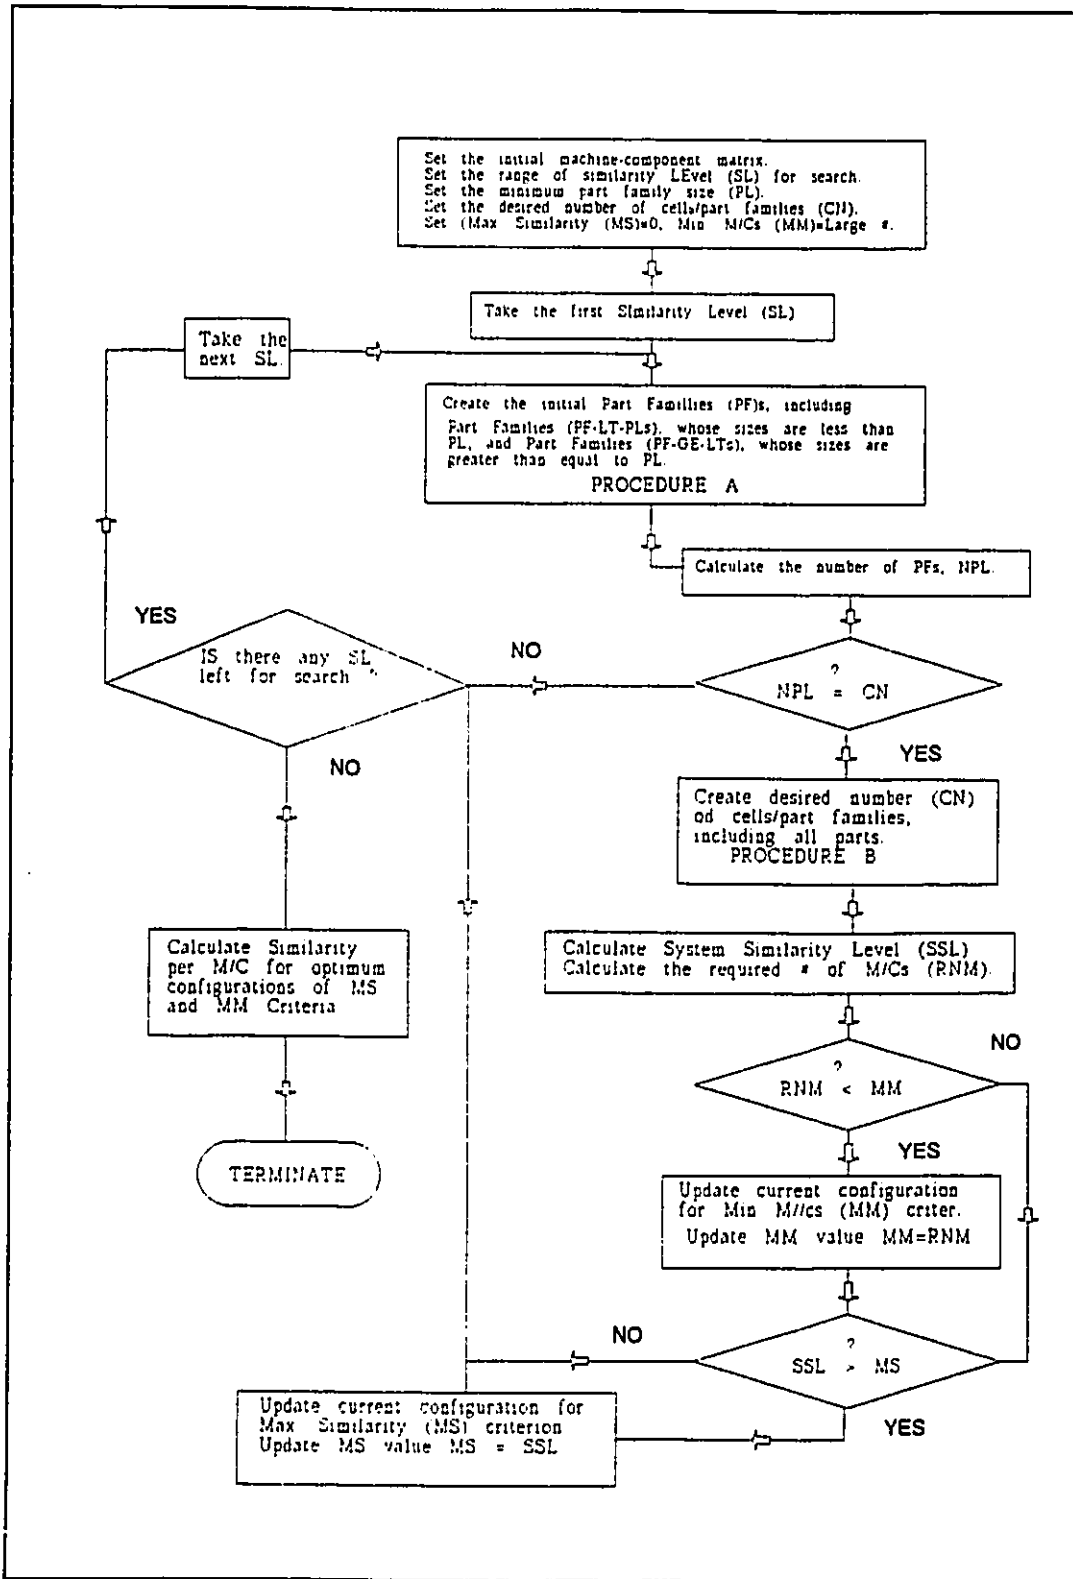 Set the initial machine-component matrix.
Set the range of similarity LEvel (SL) for search.
Set the minimum part family size (PL).
Set the desired number of cells/part families (CN).
Set (Max Similarity (MS)=0, Min M/Cs (MM)=Large #.
Take the first Similarity Level (SL)
Take the
next SL.
Create the initial Part Families (PF)s, including
Part Families (PF-LT-PLs), whose sizes are less than
PL, and Part Families (PF-GE-LTs), whose sizes are
greater than equal to PL.
PROCEDURE A
Calculate the number of PFs, NPL.
YES
IS there any SL
left for search
NO
?
NPL = CN
NO
YES
Create desired number (CN)
od cells/part families,
including all parts.
PROCEDURE B
Calculate Similarity
per M/C for optimum
configurations of MS
and MM Criteria
Calculate System Similarity Level (SSL)
Calculate the required # of M/Cs (RNM).
NO
?
RNM < MM
YES
TERMINATE
Update current configuration
for Min M//cs (MM) criter.
Update MM value MM=RNM
NO
?
SSL > MS
YES
Update current configuration for
Max Similarity (MS) criterion
Update MS value MS = SSL